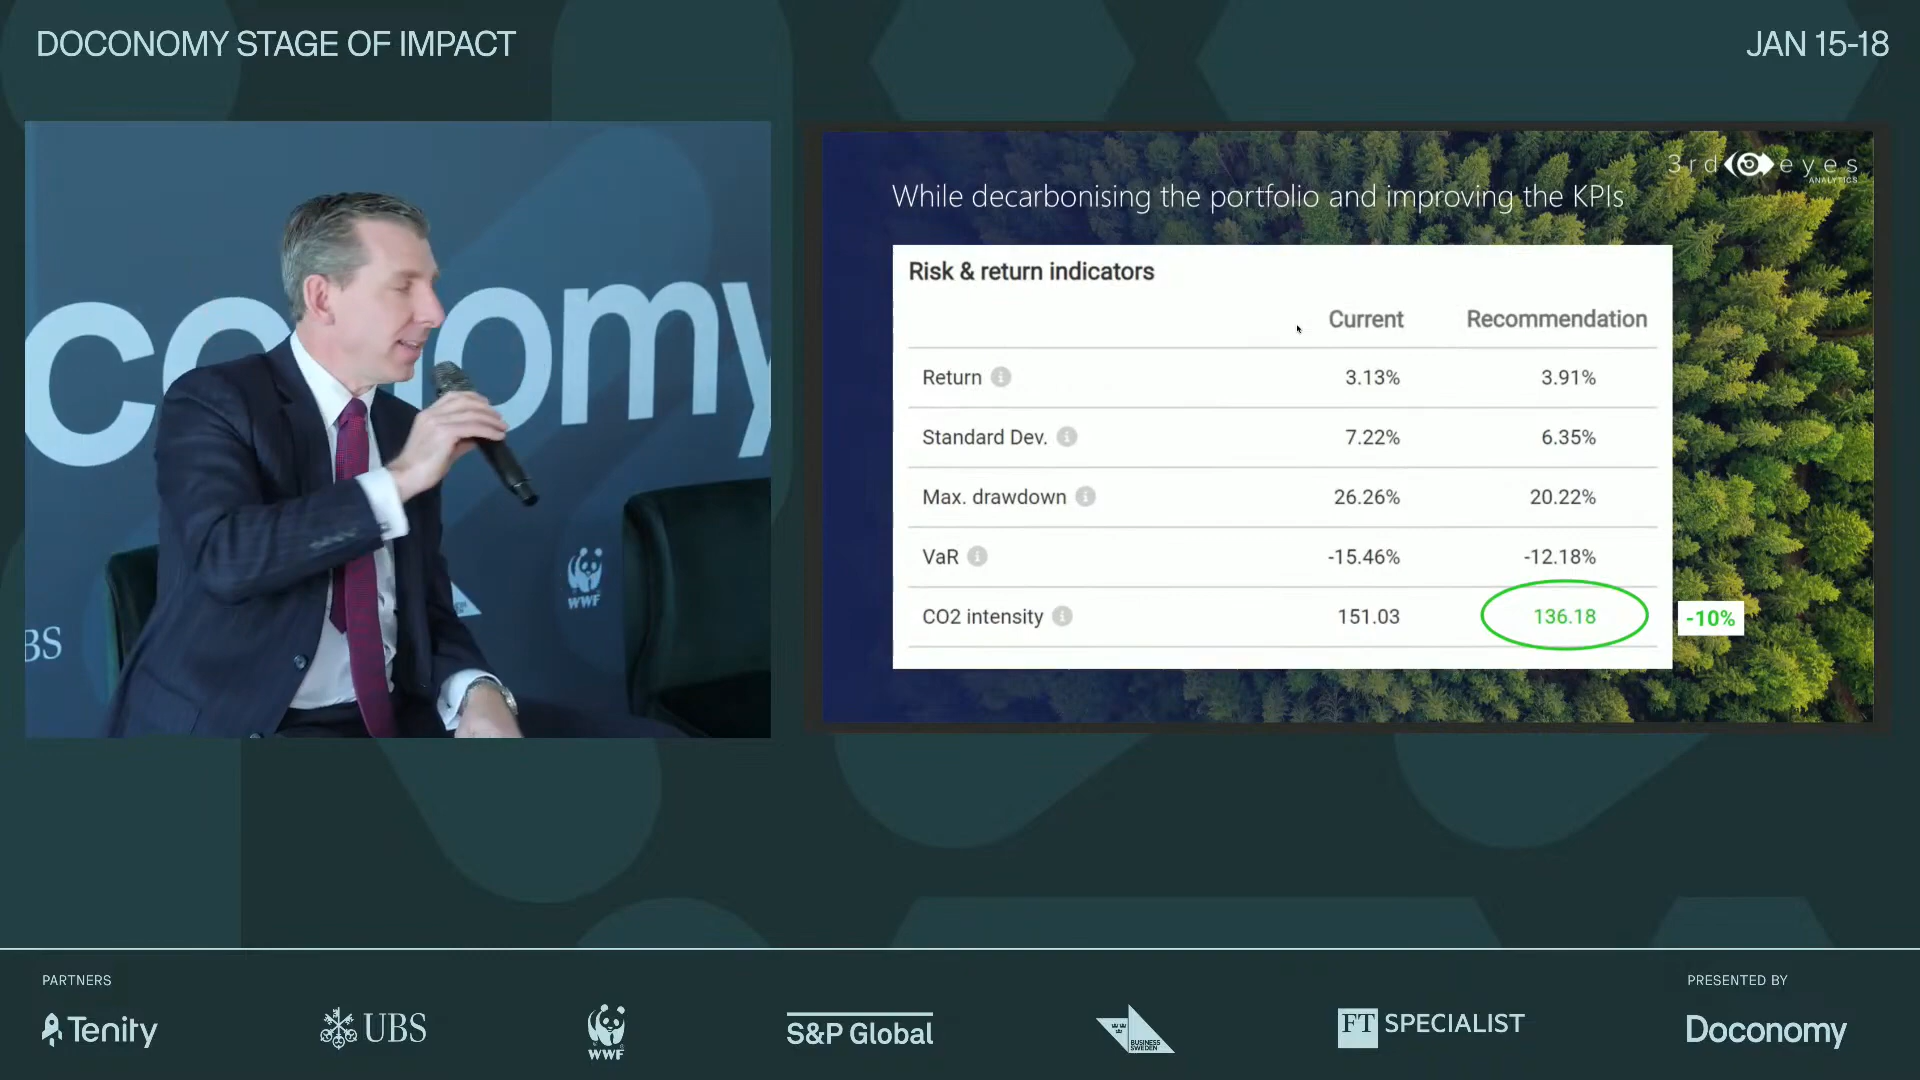 DOCONOMY STAGE OF IMPACT
JAN 15-18
conomy
BS
WWF
3rd eyes
ANALYTICS
While decarbonising the portfolio and improving the KPIs
Risk & return indicators
Current Recommendation
Return 3.13% 3.91%
Standard Dev. 7.22% 6.35%
Max. drawdown 26.26% 20.22%
VaR -15.46% -12.18%
CO2 intensity 151.03 136.18
-10%
PARTNERS
PRESENTED BY
Tenity
UBS
WWF
S&P Global
BUSINESS
SWEDEN
FT SPECIALIST
Doconomy